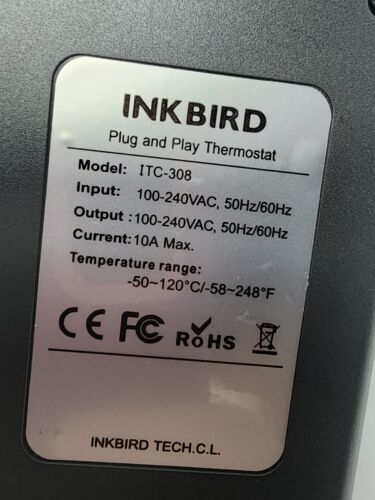 INKBIRD
Plug and Play Thermostat
Model: ITC-308
Input: 100-240VAC, 50Hz/60Hz
Output :100-240VAC, 50Hz/60Hz
Current:10A Max.
Temperature range:
-50~120°C/-58~248°F
CE FC RoHS
INKBIRD TECH.C.L.